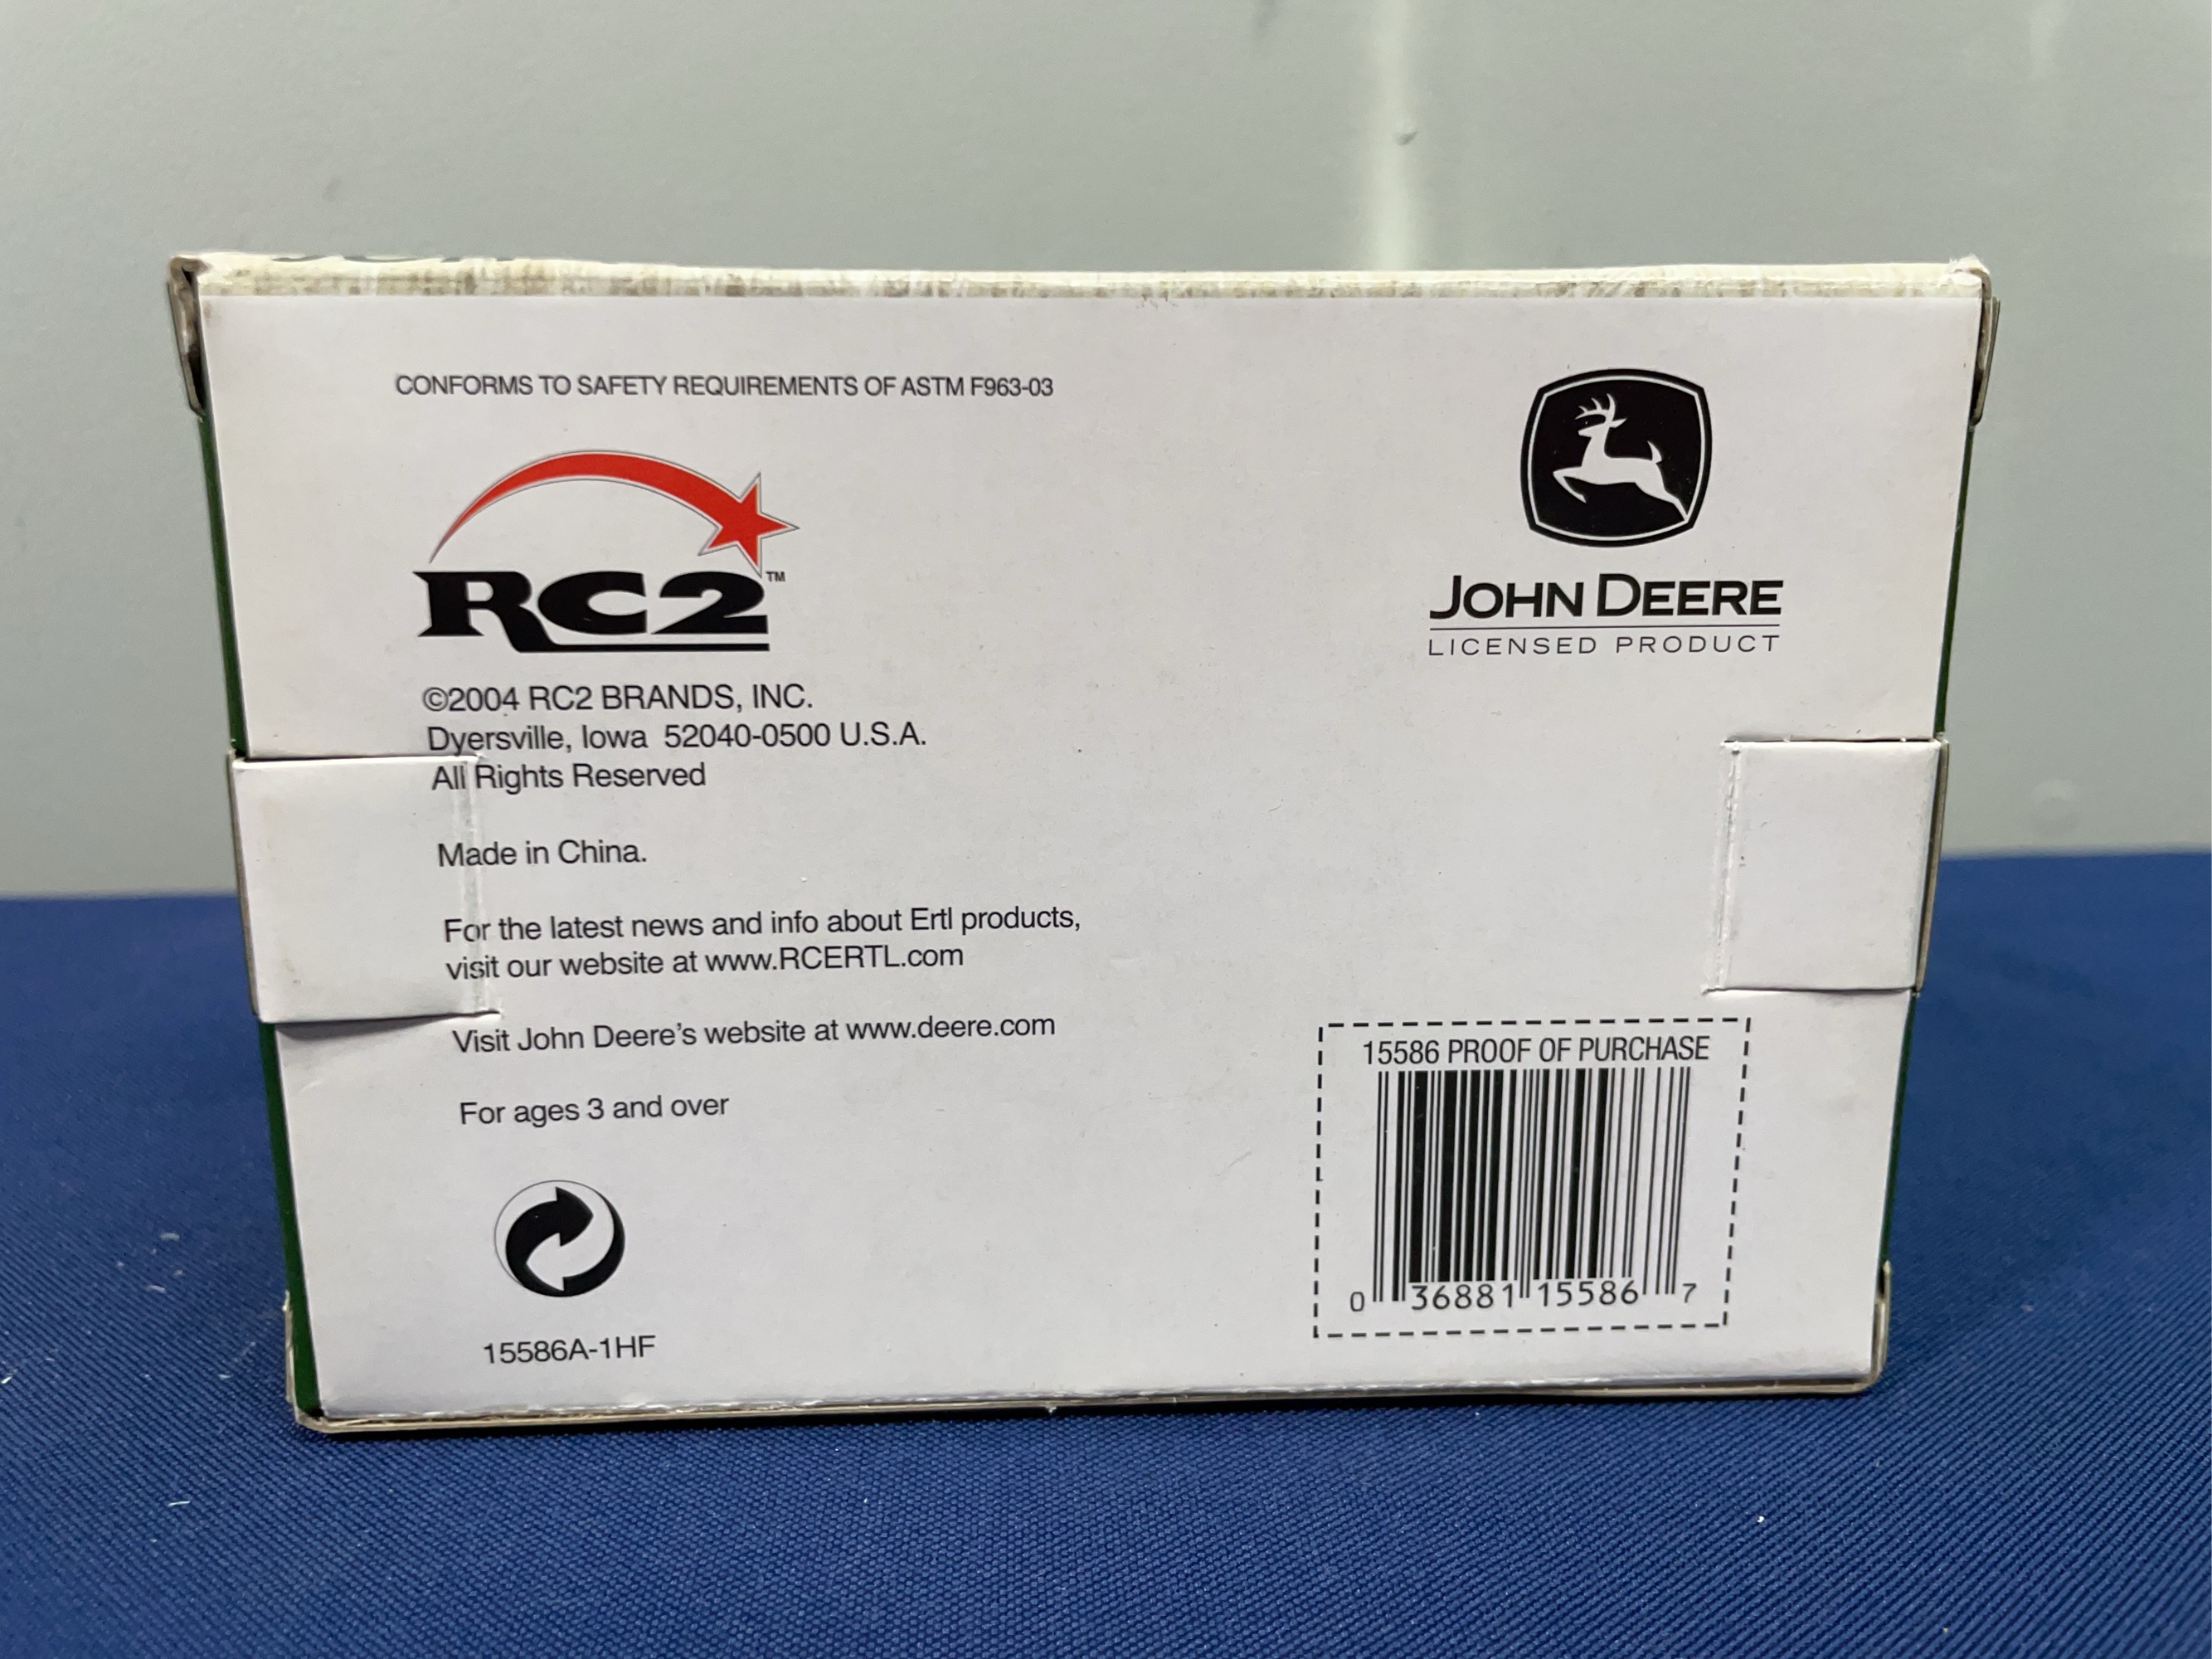 CONFORMS TO SAFETY REQUIREMENTS OF ASTM F963-03
RC2™
©2004 RC2 BRANDS, INC.
Dyersville, Iowa 52040-0500 U.S.A.
All Rights Reserved
Made in China.
For the latest news and info about Ertl products,
visit our website at www.RCERTL.com
Visit John Deere's website at www.deere.com
For ages 3 and over
15586A-1HF
JOHN DEERE
LICENSED PRODUCT
15586 PROOF OF PURCHASE
0 36881 15586 7